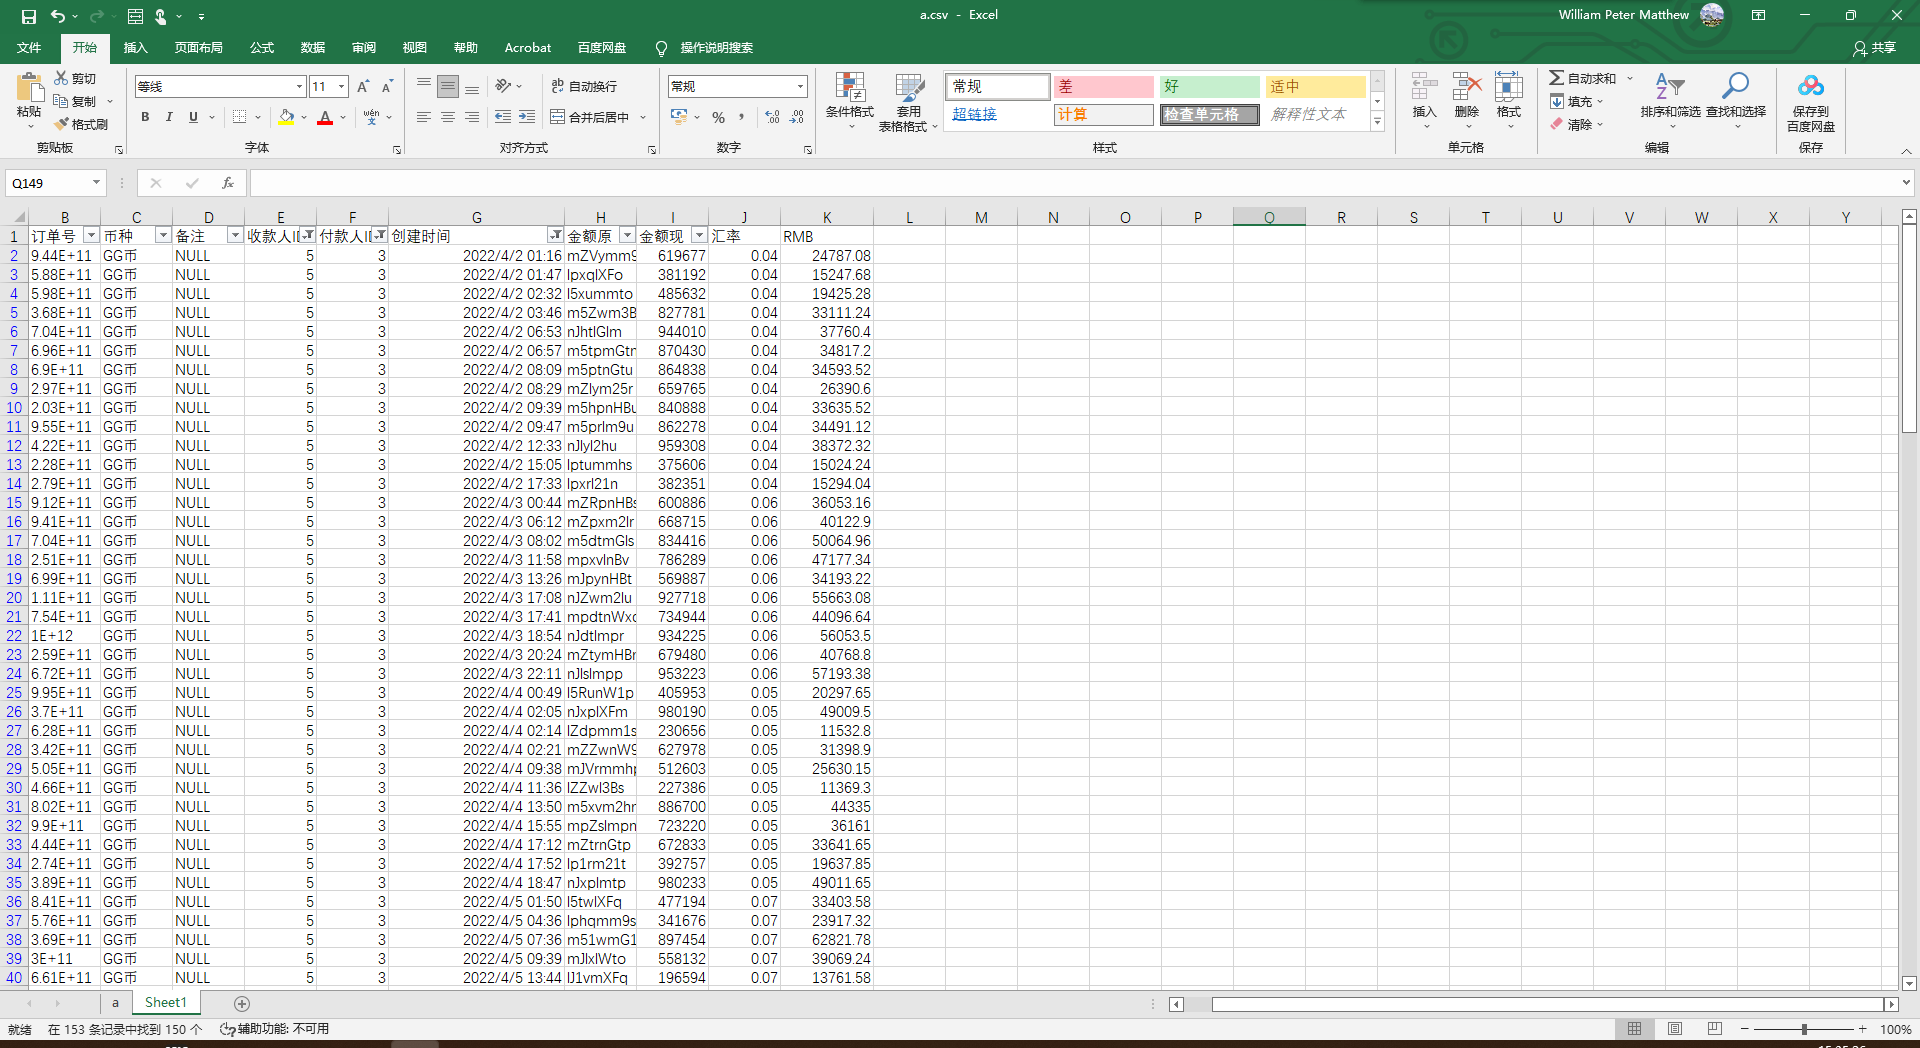 a.csv - Excel
William Peter Matthew
文件 开始 插入 页面布局 公式 数据 审阅 视图 帮助 Acrobat 百度网盘 操作说明搜索 共享
粘贴 剪切 复制 格式刷 剪贴板
等线 11 B I U A A A wén 文 字体
ab 自动换行 合并后居中 对齐方式
常规 % , 数字
条件格式 套用表格格式
常规 差 好 适中
超链接 计算 检查单元格 解释性文本
样式
插入 删除 格式 单元格
自动求和 填充 清除 排序和筛选 查找和选择 编辑
保存到百度网盘 保存
Q149 fx
B C D E F G H I J K L M N O P Q R S T U V W X Y
1 订单号 币种 备注 收款人 付款人 创建时间 金额原 金额现 汇率 RMB
2 9.44E+11 GG币 NULL 5 3 2022/4/2 01:16 mZVymm9 619677 0.04 24787.08
3 5.88E+11 GG币 NULL 5 3 2022/4/2 01:47 lpxqlXFo 381192 0.04 15247.68
4 5.98E+11 GG币 NULL 5 3 2022/4/2 02:32 l5xummto 485632 0.04 19425.28
5 3.68E+11 GG币 NULL 5 3 2022/4/2 03:46 m5Zwm3B 827781 0.04 33111.24
6 7.04E+11 GG币 NULL 5 3 2022/4/2 06:53 nJhtlGlm 944010 0.04 37760.4
7 6.96E+11 GG币 NULL 5 3 2022/4/2 06:57 m5tpmGtn 870430 0.04 34817.2
8 6.9E+11 GG币 NULL 5 3 2022/4/2 08:09 m5ptnGtu 864838 0.04 34593.52
9 2.97E+11 GG币 NULL 5 3 2022/4/2 08:29 mZlym25r 659765 0.04 26390.6
10 2.03E+11 GG币 NULL 5 3 2022/4/2 09:39 m5hpnHBu 840888 0.04 33635.52
11 9.55E+11 GG币 NULL 5 3 2022/4/2 09:47 m5prlm9u 862278 0.04 34491.12
12 4.22E+11 GG币 NULL 5 3 2022/4/2 12:33 nJlyl2hu 959308 0.04 38372.32
13 2.28E+11 GG币 NULL 5 3 2022/4/2 15:05 lptummhs 375606 0.04 15024.24
14 2.79E+11 GG币 NULL 5 3 2022/4/2 17:33 lpxrl21n 382351 0.04 15294.04
15 9.12E+11 GG币 NULL 5 3 2022/4/3 00:44 mZRpnHBs 600886 0.06 36053.16
16 9.41E+11 GG币 NULL 5 3 2022/4/3 06:12 mZpxm2lr 668715 0.06 40122.9
17 7.04E+11 GG币 NULL 5 3 2022/4/3 08:02 m5dtmGls 834416 0.06 50064.96
18 2.51E+11 GG币 NULL 5 3 2022/4/3 11:58 mpxvlnBv 786289 0.06 47177.34
19 6.99E+11 GG币 NULL 5 3 2022/4/3 13:26 mJpynHBt 569887 0.06 34193.22
20 1.11E+11 GG币 NULL 5 3 2022/4/3 17:08 nJZwm2lu 927718 0.06 55663.08
21 7.54E+11 GG币 NULL 5 3 2022/4/3 17:41 mpdtnWxq 734944 0.06 44096.64
22 1E+12 GG币 NULL 5 3 2022/4/3 18:54 nJdtlmpr 934225 0.06 56053.5
23 2.59E+11 GG币 NULL 5 3 2022/4/3 20:24 mZtymHBm 679480 0.06 40768.8
24 6.72E+11 GG币 NULL 5 3 2022/4/3 22:11 nJlslmpp 953223 0.06 57193.38
25 9.95E+11 GG币 NULL 5 3 2022/4/4 00:49 l5RunW1p 405953 0.05 20297.65
26 3.7E+11 GG币 NULL 5 3 2022/4/4 02:05 nJxplXFm 980190 0.05 49009.5
27 6.28E+11 GG币 NULL 5 3 2022/4/4 02:14 lZdpmm1s 230656 0.05 11532.8
28 3.42E+11 GG币 NULL 5 3 2022/4/4 02:21 mZZwnW9 627978 0.05 31398.9
29 5.05E+11 GG币 NULL 5 3 2022/4/4 09:38 mJVrmmhp 512603 0.05 25630.15
30 4.66E+11 GG币 NULL 5 3 2022/4/4 11:36 lZZwl3Bs 227386 0.05 11369.3
31 8.02E+11 GG币 NULL 5 3 2022/4/4 13:50 m5xvm2hm 886700 0.05 44335
32 9.9E+11 GG币 NULL 5 3 2022/4/4 15:55 mpZslmpm 723220 0.05 36161
33 4.44E+11 GG币 NULL 5 3 2022/4/4 17:12 mZtrnGtp 672833 0.05 33641.65
34 2.74E+11 GG币 NULL 5 3 2022/4/4 17:52 lp1rm21t 392757 0.05 19637.85
35 3.89E+11 GG币 NULL 5 3 2022/4/4 18:47 nJxplmtp 980233 0.05 49011.65
36 8.41E+11 GG币 NULL 5 3 2022/4/5 01:50 l5twlXFq 477194 0.07 33403.58
37 5.76E+11 GG币 NULL 5 3 2022/4/5 04:36 lphqmm9s 341676 0.07 23917.32
38 3.69E+11 GG币 NULL 5 3 2022/4/5 07:36 m51wmG1 897454 0.07 62821.78
39 3E+11 GG币 NULL 5 3 2022/4/5 09:39 mJlxlWto 558132 0.07 39069.24
40 6.61E+11 GG币 NULL 5 3 2022/4/5 13:44 lJ1vmXFq 196594 0.07 13761.58
a Sheet1
就绪 在 153 条记录中找到 150 个 辅助功能: 不可用 100%